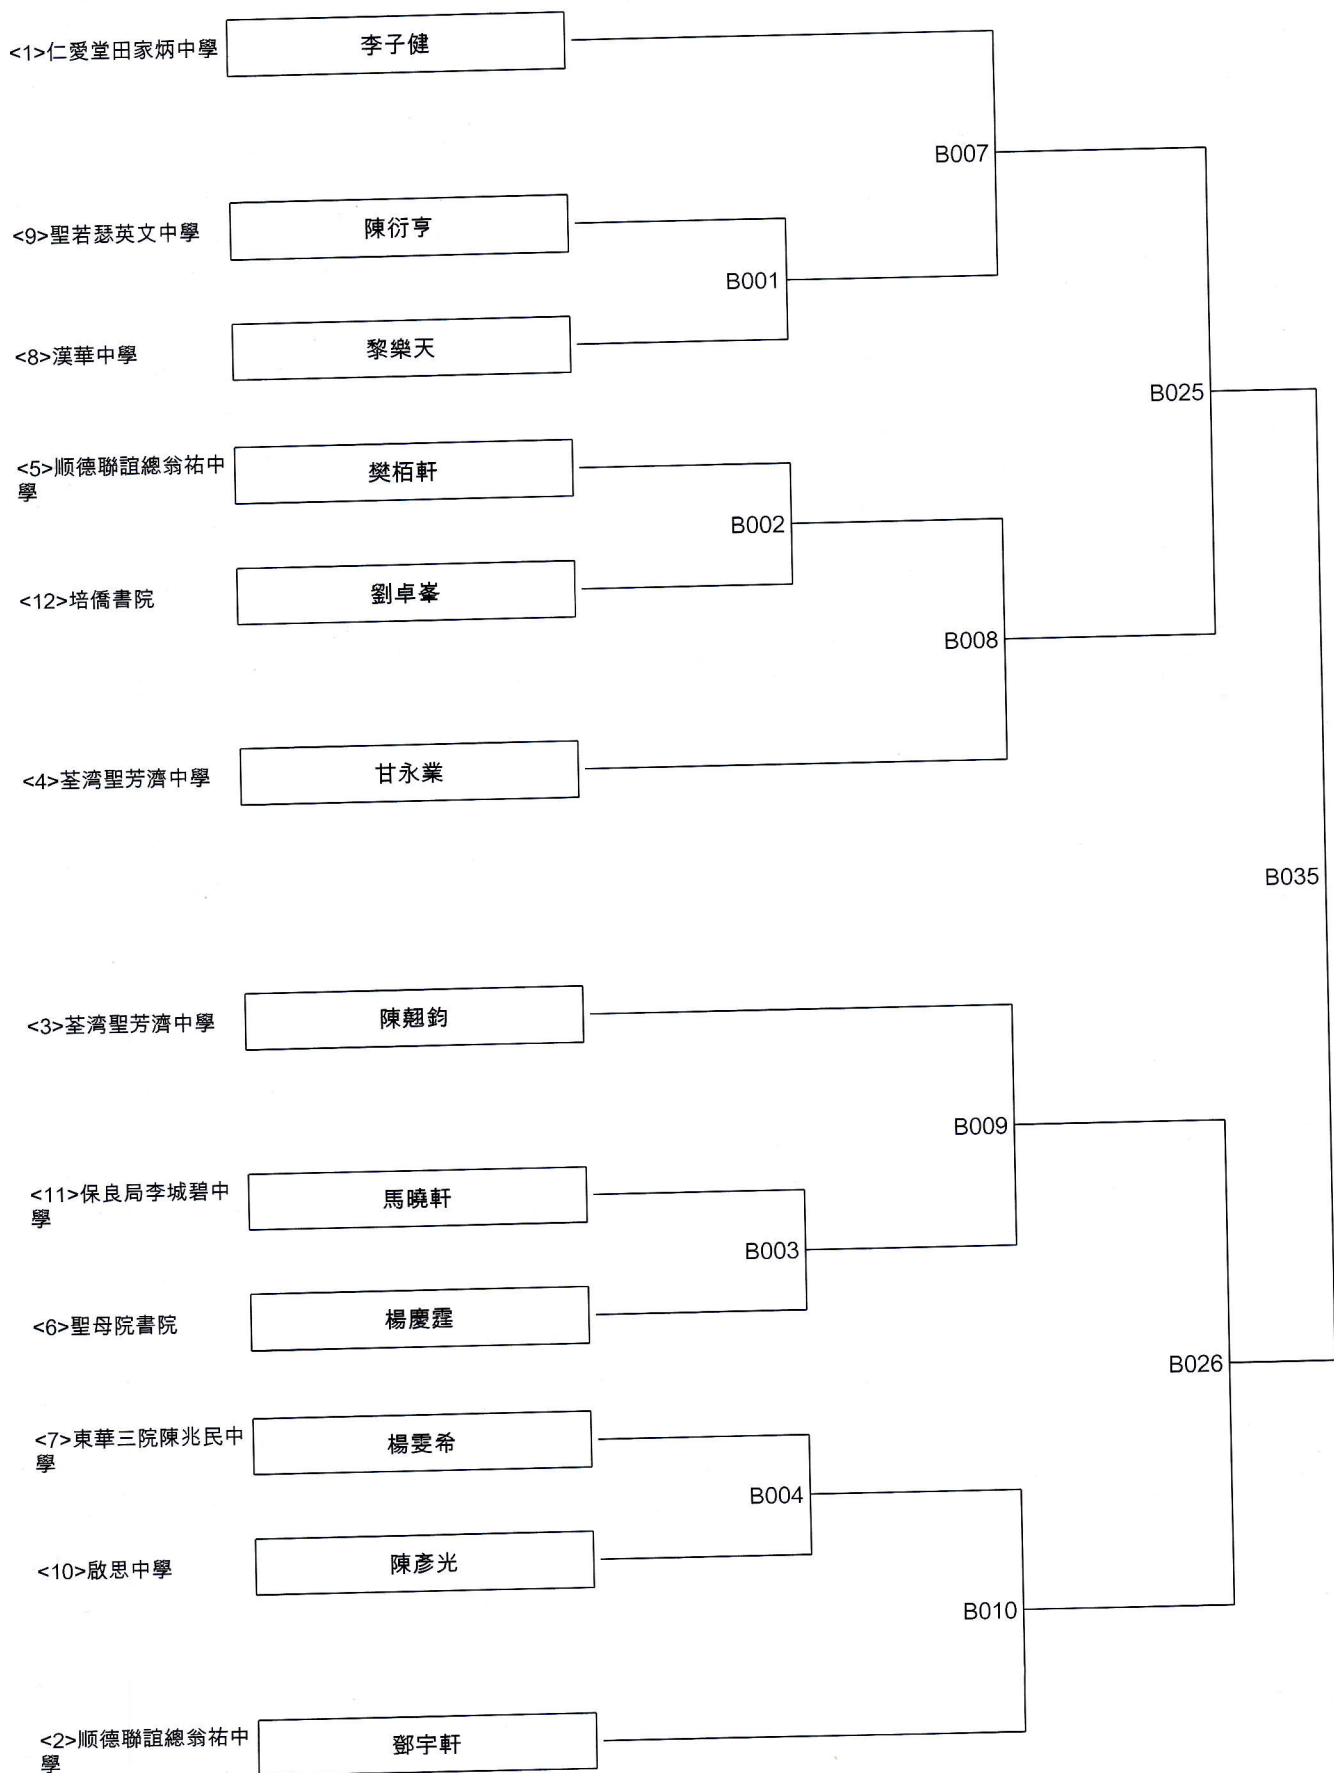 <1>仁愛堂田家炳中學
李子健
B007
<9>聖若瑟英文中學
陳衍亨
B001
<8>漢華中學
黎樂天
B025
<5>顺德聯誼總翁祐中
學
樊栢軒
B002
<12>培僑書院
劉卓峯
B008
<4>荃湾聖芳濟中學
甘永業
B035
<3>荃湾聖芳濟中學
陳翹鈞
B009
<11>保良局李城碧中
學
馬曉軒
B003
<6>聖母院書院
楊慶霆
B026
<7>東華三院陳兆民中
學
楊雯希
B004
<10>啟思中學
陳彥光
B010
<2>顺德聯誼總翁祐中
學
鄧宇軒